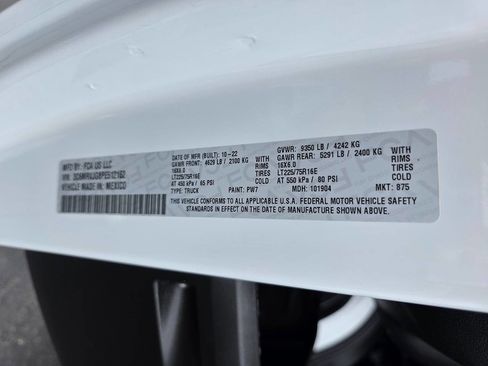 MFD BY: FCA US LLC
VEHICLE MADE IN: MEXICO
DATE OF MFR (BUILT): 10-22
GAWR FRONT: 4629 LB / 2100 KG
16X6.0 RIMS
LT225/75R16E TIRES
AT 450 kPa / 65 PSI COLD
TYPE: TRUCK PAINT: PW7
GVWR: 9350 LB / 4242 KG
GAWR REAR: 5291 LB / 2400 KG
16X6.0 RIMS
LT225/75R16E TIRES
AT 550 kPa / 80 PSI COLD
MDH: 101904 MKT: 875
THIS VEHICLE CONFORMS TO ALL APPLICABLE U.S.A. FEDERAL MOTOR VEHICLE SAFETY
STANDARDS IN EFFECT ON THE DATE OF MANUFACTURE SHOWN ABOVE.